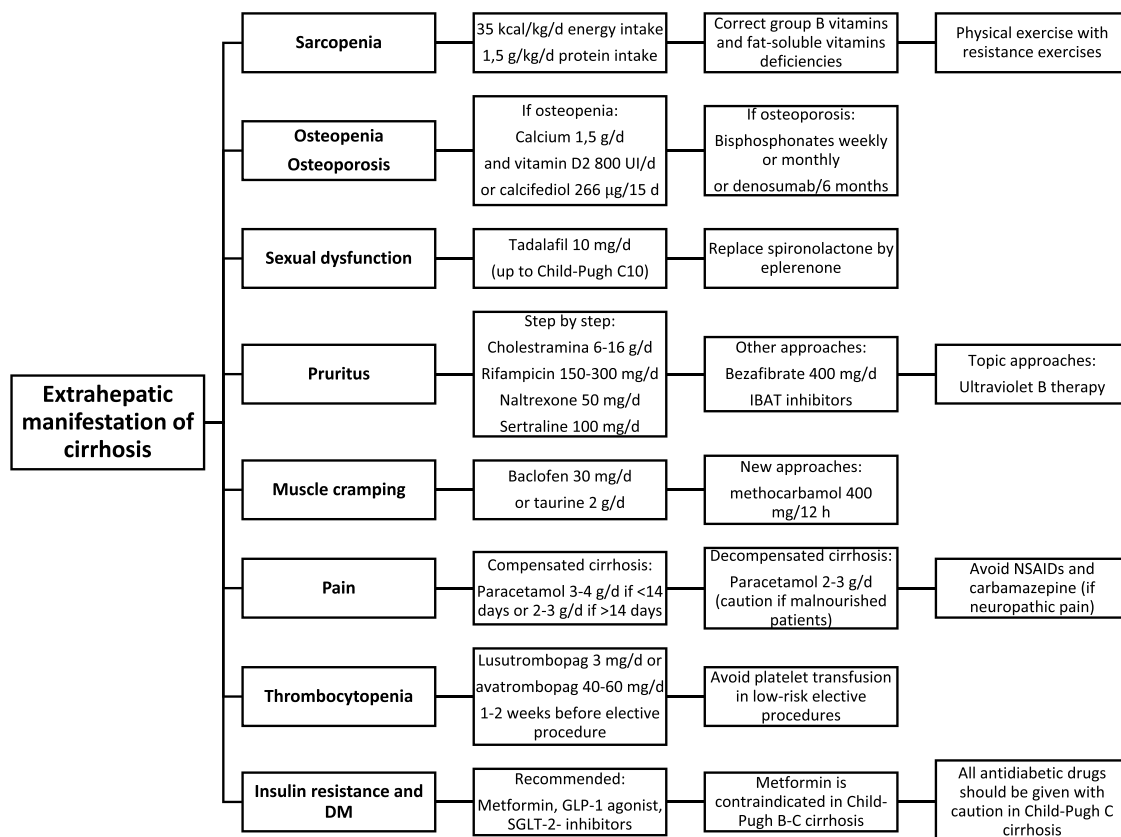 Extrahepatic
manifestation of
cirrhosis
Sarcopenia
35 kcal/kg/d energy intake
1,5 g/kg/d protein intake
Correct group B vitamins
and fat-soluble vitamins
deficiencies
Physical exercise with
resistance exercises
Osteopenia
Osteoporosis
If osteopenia:
Calcium 1,5 g/d
and vitamin D2 800 UI/d
or calcifediol 266 µg/15 d
If osteoporosis:
Bisphosphonates weekly
or monthly
or denosumab/6 months
Sexual dysfunction
Tadalafil 10 mg/d
(up to Child-Pugh C10)
Replace spironolactone by
eplerenone
Pruritus
Step by step:
Cholestramina 6-16 g/d
Rifampicin 150-300 mg/d
Naltrexone 50 mg/d
Sertraline 100 mg/d
Other approaches:
Bezafibrate 400 mg/d
IBAT inhibitors
Topic approaches:
Ultraviolet B therapy
Muscle cramping
Baclofen 30 mg/d
or taurine 2 g/d
New approaches:
methocarbamol 400
mg/12 h
Pain
Compensated cirrhosis:
Paracetamol 3-4 g/d if <14
days or 2-3 g/d if >14 days
Decompensated cirrhosis:
Paracetamol 2-3 g/d
(caution if malnourished
patients)
Avoid NSAIDs and
carbamazepine (if
neuropathic pain)
Thrombocytopenia
Lusutrombopag 3 mg/d or
avatrombopag 40-60 mg/d
1-2 weeks before elective
procedure
Avoid platelet transfusion
in low-risk elective
procedures
Insulin resistance and
DM
Recommended:
Metformin, GLP-1 agonist,
SGLT-2- inhibitors
Metformin is
contraindicated in Child-
Pugh B-C cirrhosis
All antidiabetic drugs
should be given with
caution in Child-Pugh C
cirrhosis